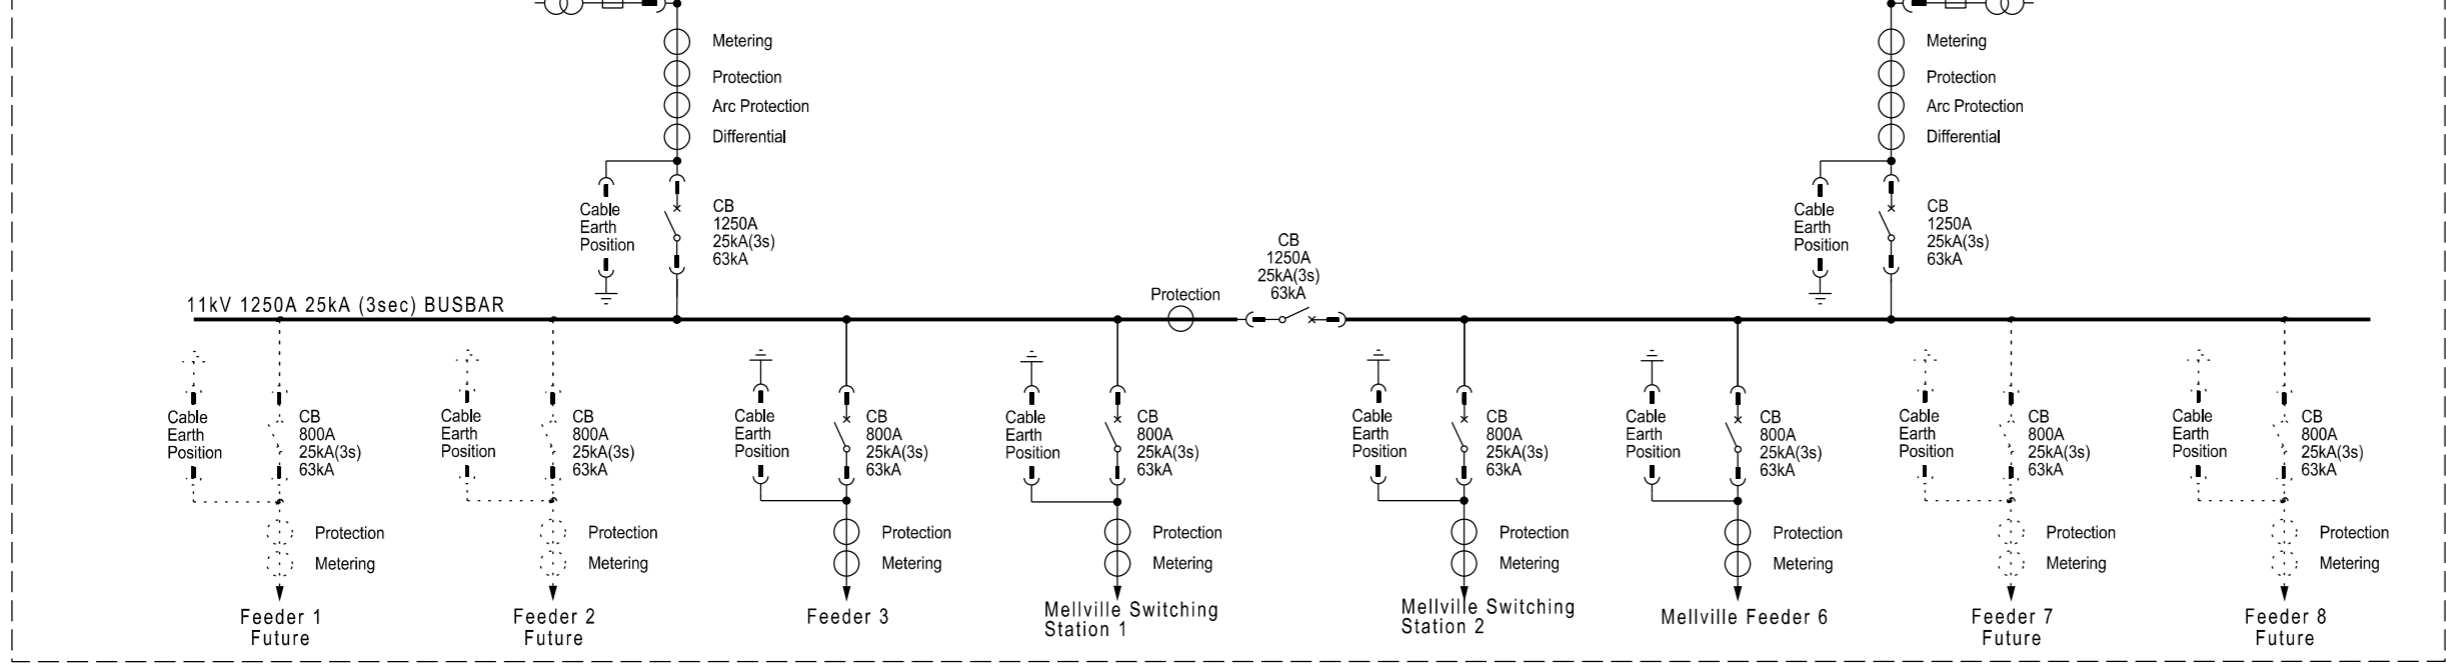 Metering
Protection
Arc Protection
Differential
Cable
Earth
Position
CB
1250A
25kA(3s)
63kA
Metering
Protection
Arc Protection
Differential
Cable
Earth
Position
CB
1250A
25kA(3s)
63kA
11kV 1250A 25kA (3sec) BUSBAR
Protection
CB
1250A
25kA(3s)
63kA
Cable
Earth
Position
CB
800A
25kA(3s)
63kA
Protection
Metering
Feeder 1
Future
Cable
Earth
Position
CB
800A
25kA(3s)
63kA
Protection
Metering
Feeder 2
Future
Cable
Earth
Position
CB
800A
25kA(3s)
63kA
Protection
Metering
Feeder 3
Cable
Earth
Position
CB
800A
25kA(3s)
63kA
Protection
Metering
Mellville Switching
Station 1
Cable
Earth
Position
CB
800A
25kA(3s)
63kA
Protection
Metering
Mellville Switching
Station 2
Cable
Earth
Position
CB
800A
25kA(3s)
63kA
Protection
Metering
Mellville Feeder 6
Cable
Earth
Position
CB
800A
25kA(3s)
63kA
Protection
Metering
Feeder 7
Future
Cable
Earth
Position
CB
800A
25kA(3s)
63kA
Protection
Metering
Feeder 8
Future